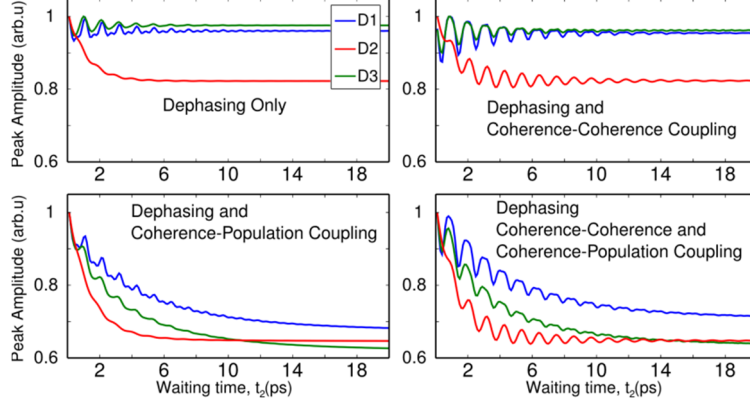 Peak Amplitude (arb.u)
1
0.8
0.6
D1
D2
D3
Dephasing Only
2 6 10 14 18
1
0.8
0.6
Dephasing and
Coherence-Coherence Coupling
2 6 10 14 18
Peak Amplitude (arb.u)
1
0.8
0.6
Dephasing and
Coherence-Population Coupling
2 6 10 14 18
Waiting time, t2(ps)
1
0.8
0.6
Dephasing
Coherence-Coherence and
Coherence-Population Coupling
2 6 10 14 18
Waiting time, t2(ps)